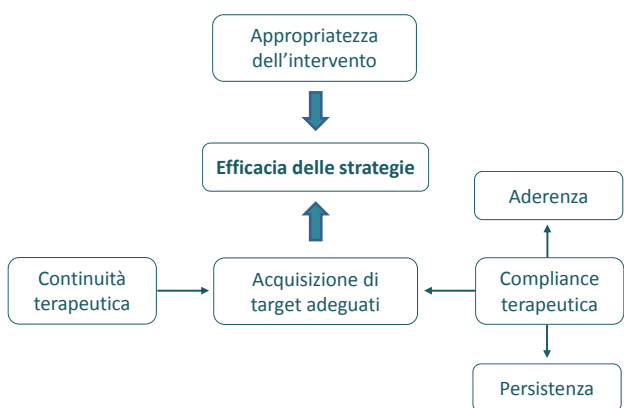 Appropriatezza
dell'intervento
Efficacia delle strategie
Aderenza
Continuità
terapeutica
Acquisizione di
target adeguati
Compliance
terapeutica
Persistenza